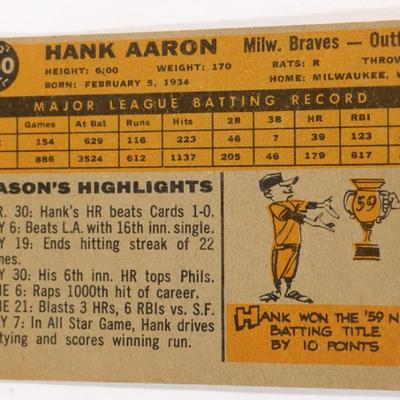 HANK AARON Milw. Braves — Outf
HEIGHT: 6;00 WEIGHT: 170 BATS: R THROW
BORN: FEBRUARY 5, 1934 HOME: MILWAUKEE, W
MAJOR LEAGUE BATTING RECORD
Games At Bat Runs Hits 2B 3B HR RBI
154 629 116 223 46 7 39 123
886 3524 612 1137 205 46 179 617
ASON'S HIGHLIGHTS
R. 30: Hank's HR beats Cards 1-0.
Y 6: Beats L.A. with 16th inn. single.
Y 19: Ends hitting streak of 22
mes.
Y 30: His 6th inn. HR tops Phils.
E 6: Raps 1000th hit of career.
E 21: Blasts 3 HRs, 6 RBIs vs. S.F.
Y 7: In All Star Game, Hank drives
tying and scores winning run.
'59
HANK WON THE '59 N
BATTING TITLE
BY 10 POINTS